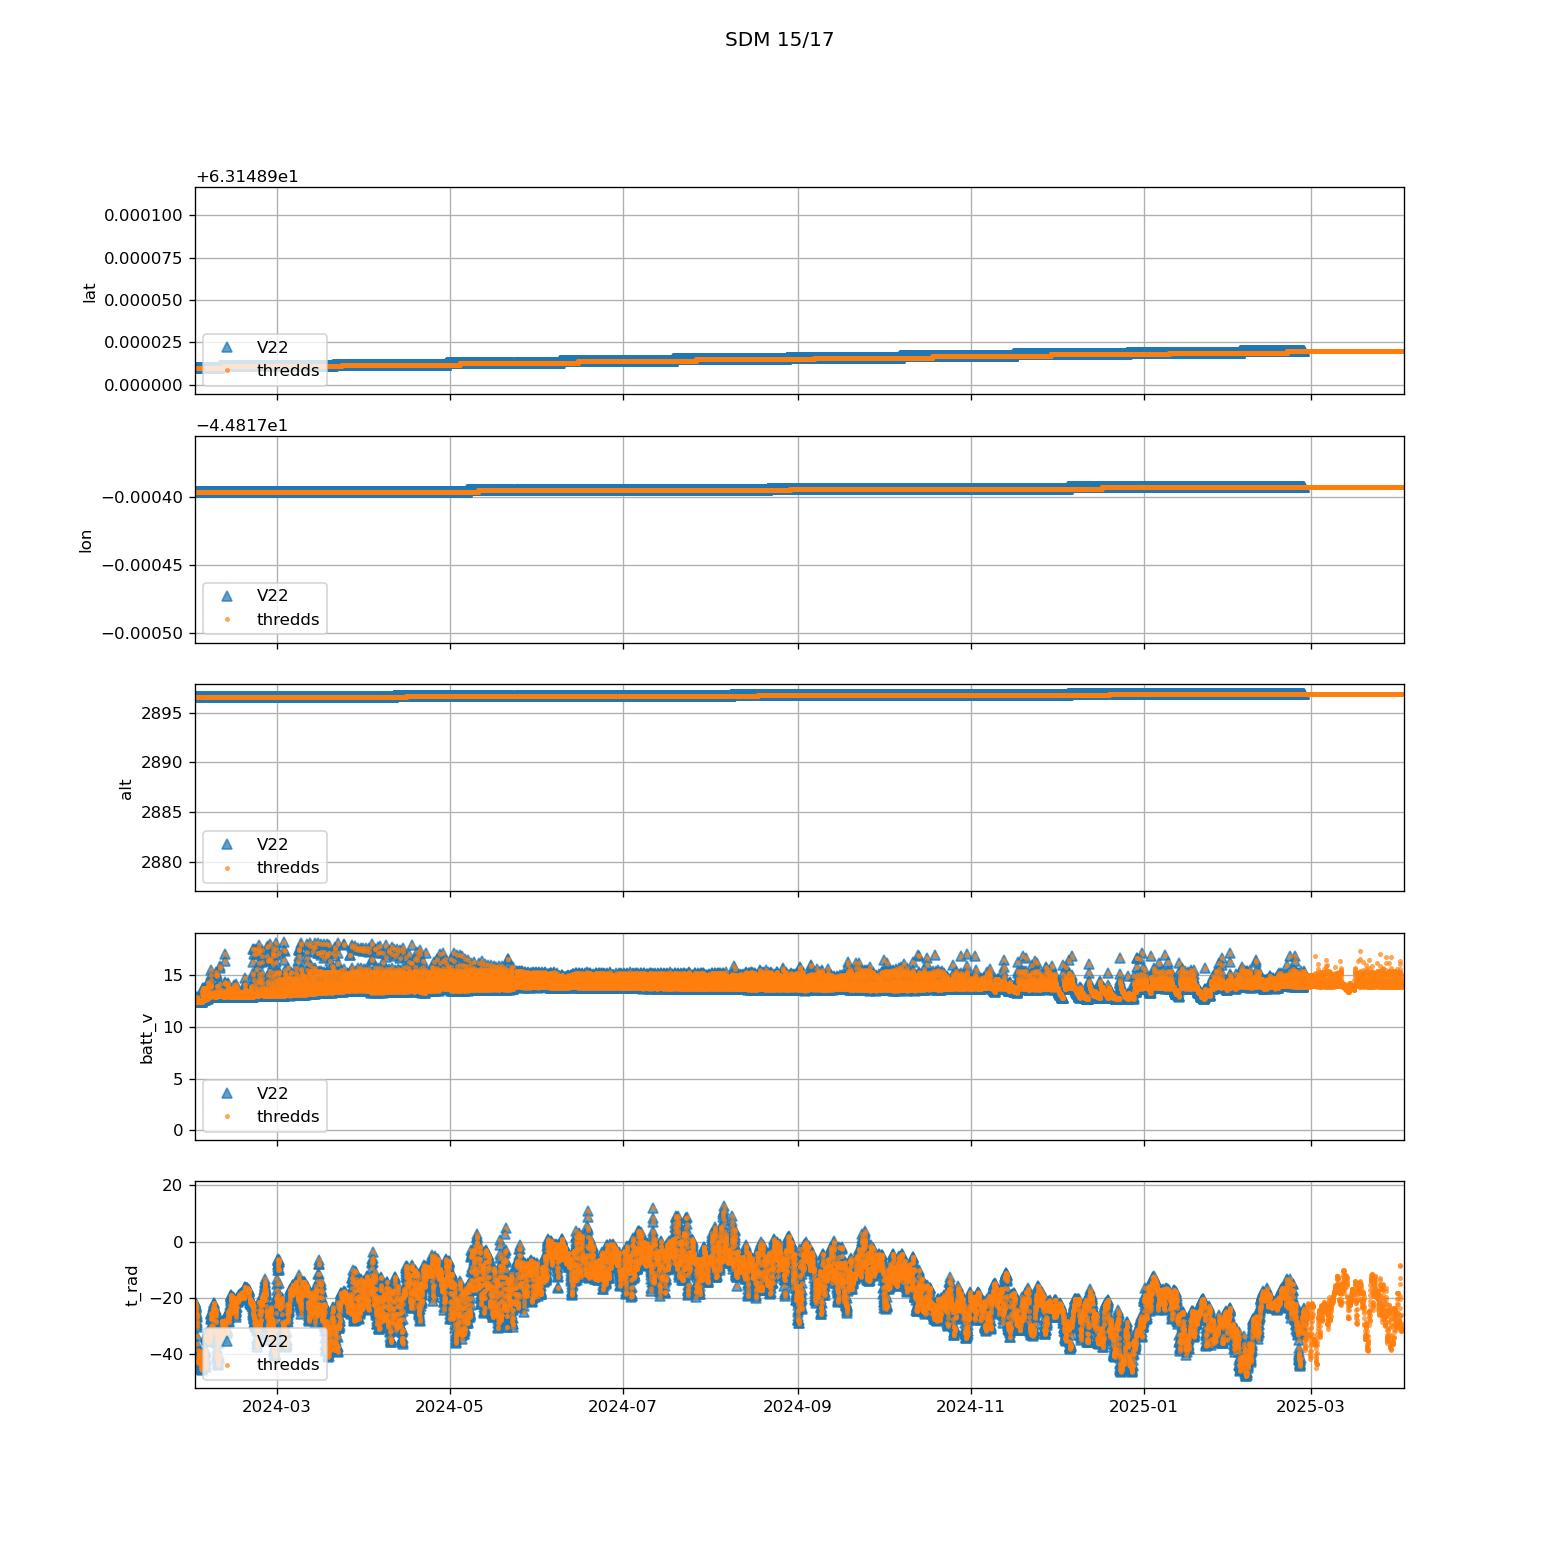 SDM 15/17
+6.31489e1
0.000100
0.000075
0.000050
0.000025
0.000000
lat
V22
thredds
−4.4817e1
−0.00040
−0.00045
−0.00050
lon
V22
thredds
2895
2890
2885
2880
alt
V22
thredds
15
10
5
0
batt_v
V22
thredds
20
0
−20
−40
t_rad
V22
thredds
2024-03
2024-05
2024-07
2024-09
2024-11
2025-01
2025-03